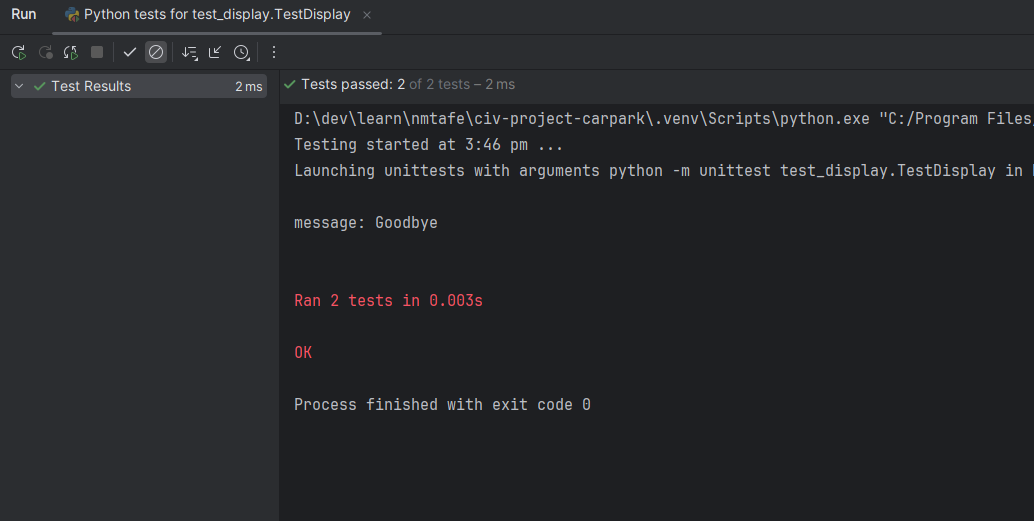 Run
Python tests for test_display.TestDisplay
Test Results 2 ms
Tests passed: 2 of 2 tests – 2 ms
D:\dev\learn\nmtafe\civ-project-carpark\.venv\Scripts\python.exe "C:/Program Files/
Testing started at 3:46 pm ...
Launching unittests with arguments python -m unittest test_display.TestDisplay in
message: Goodbye
Ran 2 tests in 0.003s
OK
Process finished with exit code 0